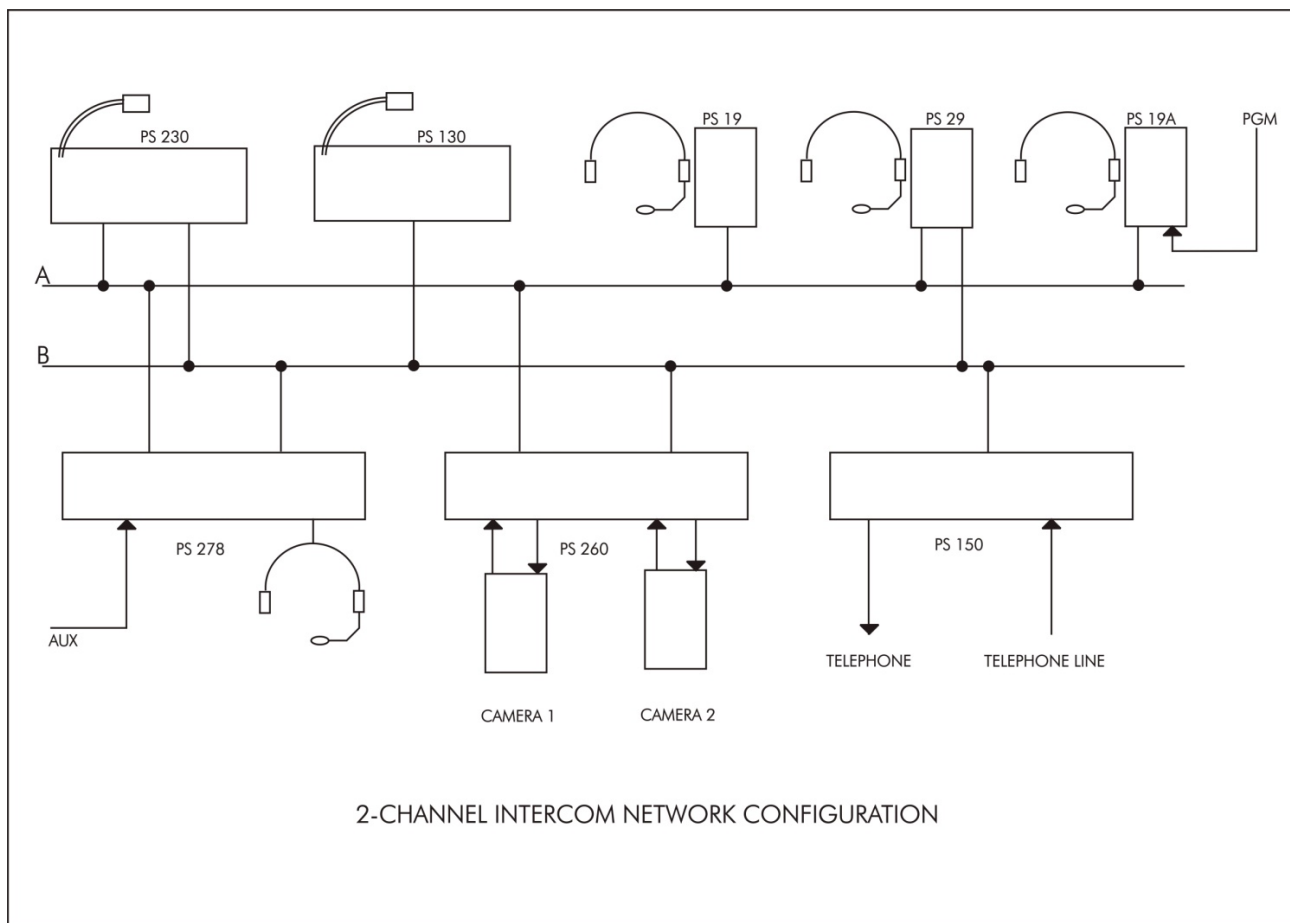 PS 230
PS 130
PS 19
PS 29
PS 19A
PGM
A
B
PS 278
PS 260
PS 150
AUX
TELEPHONE
TELEPHONE LINE
CAMERA 1
CAMERA 2
2-CHANNEL INTERCOM NETWORK CONFIGURATION